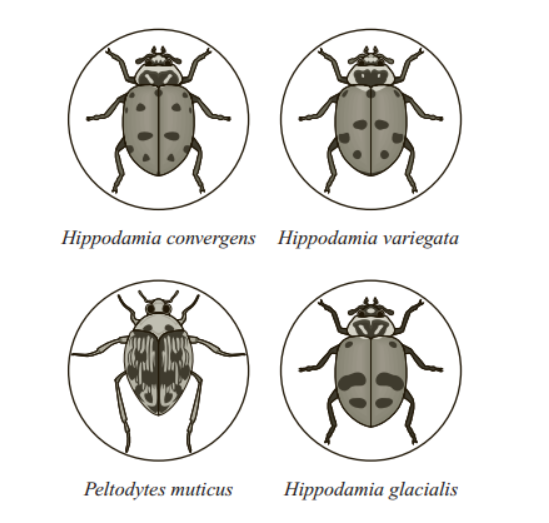 Hippodamia convergens
Hippodamia variegata
Peltodytes muticus
Hippodamia glacialis